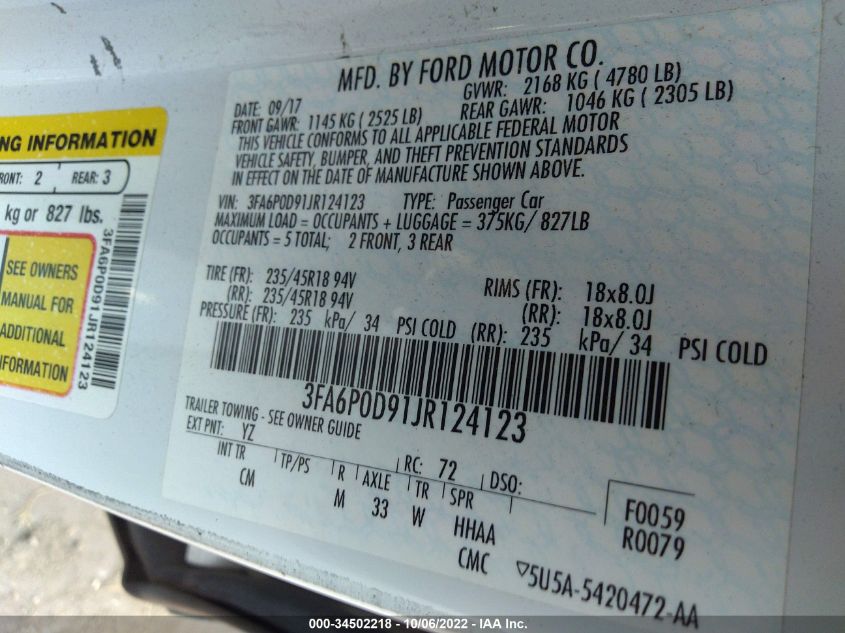 MFD. BY FORD MOTOR CO.
DATE: 09/17 GVWR: 2168 KG ( 4780 LB)
FRONT GAWR: 1145 KG ( 2525 LB) REAR GAWR: 1046 KG ( 2305 LB)
THIS VEHICLE CONFORMS TO ALL APPLICABLE FEDERAL MOTOR
VEHICLE SAFETY, BUMPER, AND THEFT PREVENTION STANDARDS
IN EFFECT ON THE DATE OF MANUFACTURE SHOWN ABOVE.
VIN: 3FA6P0D91JR124123 TYPE: Passenger Car
MAXIMUM LOAD = OCCUPANTS + LUGGAGE = 375KG/ 827LB
OCCUPANTS = 5 TOTAL; 2 FRONT, 3 REAR
TIRE (FR): 235/45R18 94V RIMS (FR): 18x8.0J
(RR): 235/45R18 94V (RR): 18x8.0J
PRESSURE (FR): 235 kPa/ 34 PSI COLD (RR): 235 kPa/ 34 PSI COLD
3FA6P0D91JR124123
TRAILER TOWING - SEE OWNER GUIDE
EXT PNT: YZ RC: 72 DSO:
INT TR TP/PS R AXLE TR SPR
CM M 33 W HHAA
CMC
F0059
R0079
▽5U5A-5420472-AA
NG INFORMATION
RONT: 2 REAR: 3
kg or 827 lbs.
SEE OWNERS
MANUAL FOR
ADDITIONAL
INFORMATION
3FA6P0D91JR124123
000-34502218 - 10/06/2022 - IAA Inc.